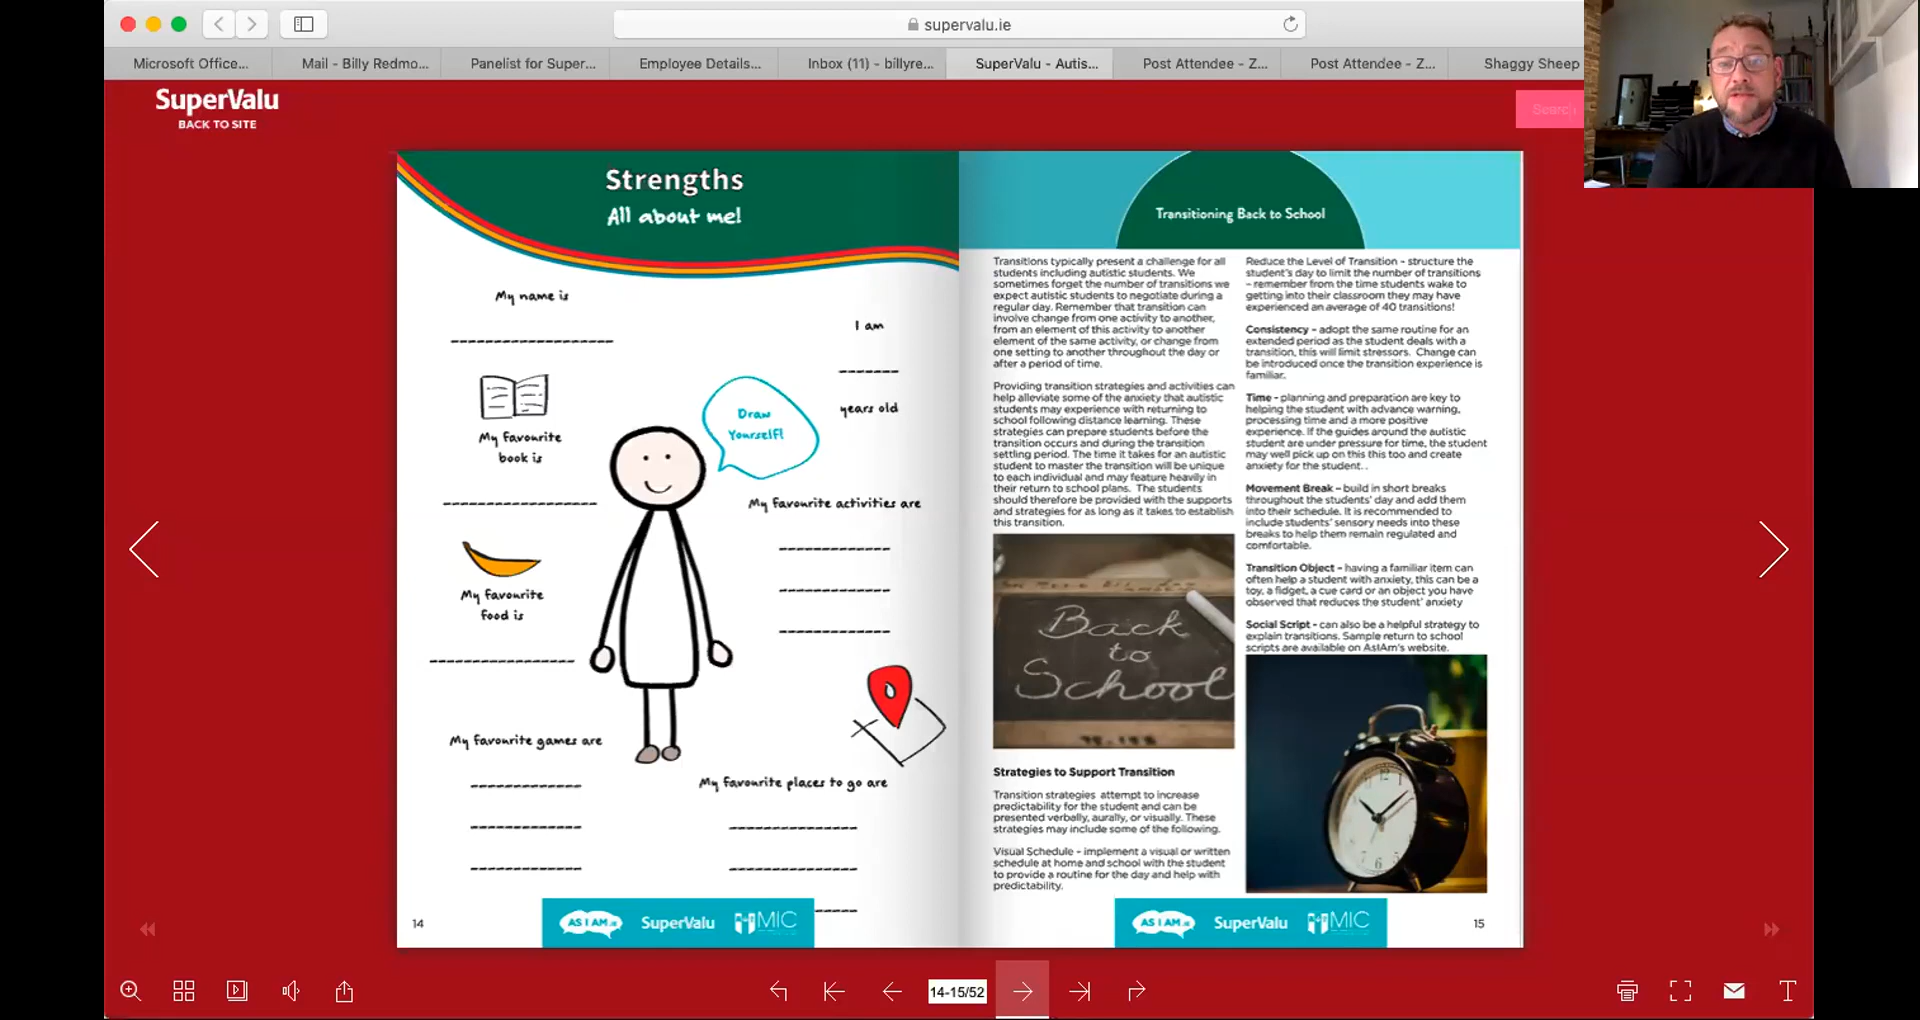 supervalu.ie
Microsoft Office...
Mail - Billy Redmo...
Panelist for Super...
Employee Details...
Inbox (11) - billyre...
SuperValu - Autis...
Post Attendee - Z...
Post Attendee - Z...
Shaggy Sheep
SuperValu
BACK TO SITE
Search
Strengths
All about me!
My name is
I am
years old
My favourite
book is
Draw
Yourself!
My favourite activities are
My favourite
food is
My favourite games are
My favourite places to go are
14
AS I AM.ie
SuperValu
MIC
Transitioning Back to School
Transitions typically present a challenge for all
students including autistic students. We
sometimes forget the number of transitions we
expect autistic students to negotiate during a
regular day. Remember that transition can
involve change from one activity to another,
from an element of this activity to another
element of the same activity, or change from
one setting to another throughout the day or
after a period of time.
Providing transition strategies and activities can
help alleviate some of the anxiety that autistic
students may experience with returning to
school following distance learning. These
strategies can prepare students before the
transition occurs and during the transition
settling period. The time it takes for an autistic
student to master the transition will be unique
to each individual and may feature heavily in
their return to school plans. The students
should therefore be provided with the supports
and strategies for as long as it takes to establish
this transition.
Back
to
School
Strategies to Support Transition
Transition strategies attempt to increase
predictability for the student and can be
presented verbally, aurally, or visually. These
strategies may include some of the following.
Visual Schedule - implement a visual or written
schedule at home and school with the student
to provide a routine for the day and help with
predictability.
Reduce the Level of Transition - structure the
student's day to limit the number of transitions
- remember from the time students wake to
getting into their classroom they may have
experienced an average of 40 transitions!
Consistency - adopt the same routine for an
extended period as the student deals with a
transition, this will limit stressors. Change can
be introduced once the transition experience is
familiar.
Time - planning and preparation are key to
helping the student with advance warning,
processing time and a more positive
experience. If the guides around the autistic
student are under pressure for time, the student
may well pick up on this this too and create
anxiety for the student. .
Movement Break - build in short breaks
throughout the students' day and add them
into their schedule. It is recommended to
include students' sensory needs into these
breaks to help them remain regulated and
comfortable.
Transition Object - having a familiar item can
often help a student with anxiety, this can be a
toy, a fidget, a cue card or an object you have
observed that reduces the student' anxiety
Social Script - can also be a helpful strategy to
explain transitions. Sample return to school
scripts are available on AsIAm's website.
AS I AM.ie
SuperValu
MIC
15
14-15/52